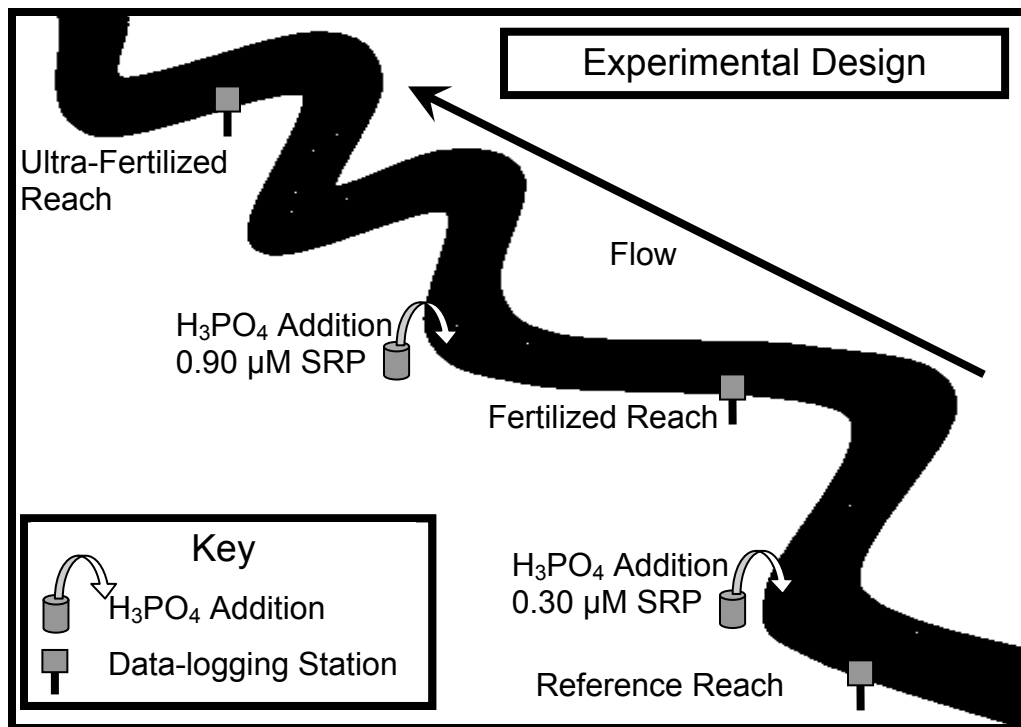 Experimental Design
Ultra-Fertilized
Reach
Flow
H₃PO₄ Addition
0.90 µM SRP
Fertilized Reach
H₃PO₄ Addition
0.30 µM SRP
Reference Reach
Key
H₃PO₄ Addition
Data-logging Station